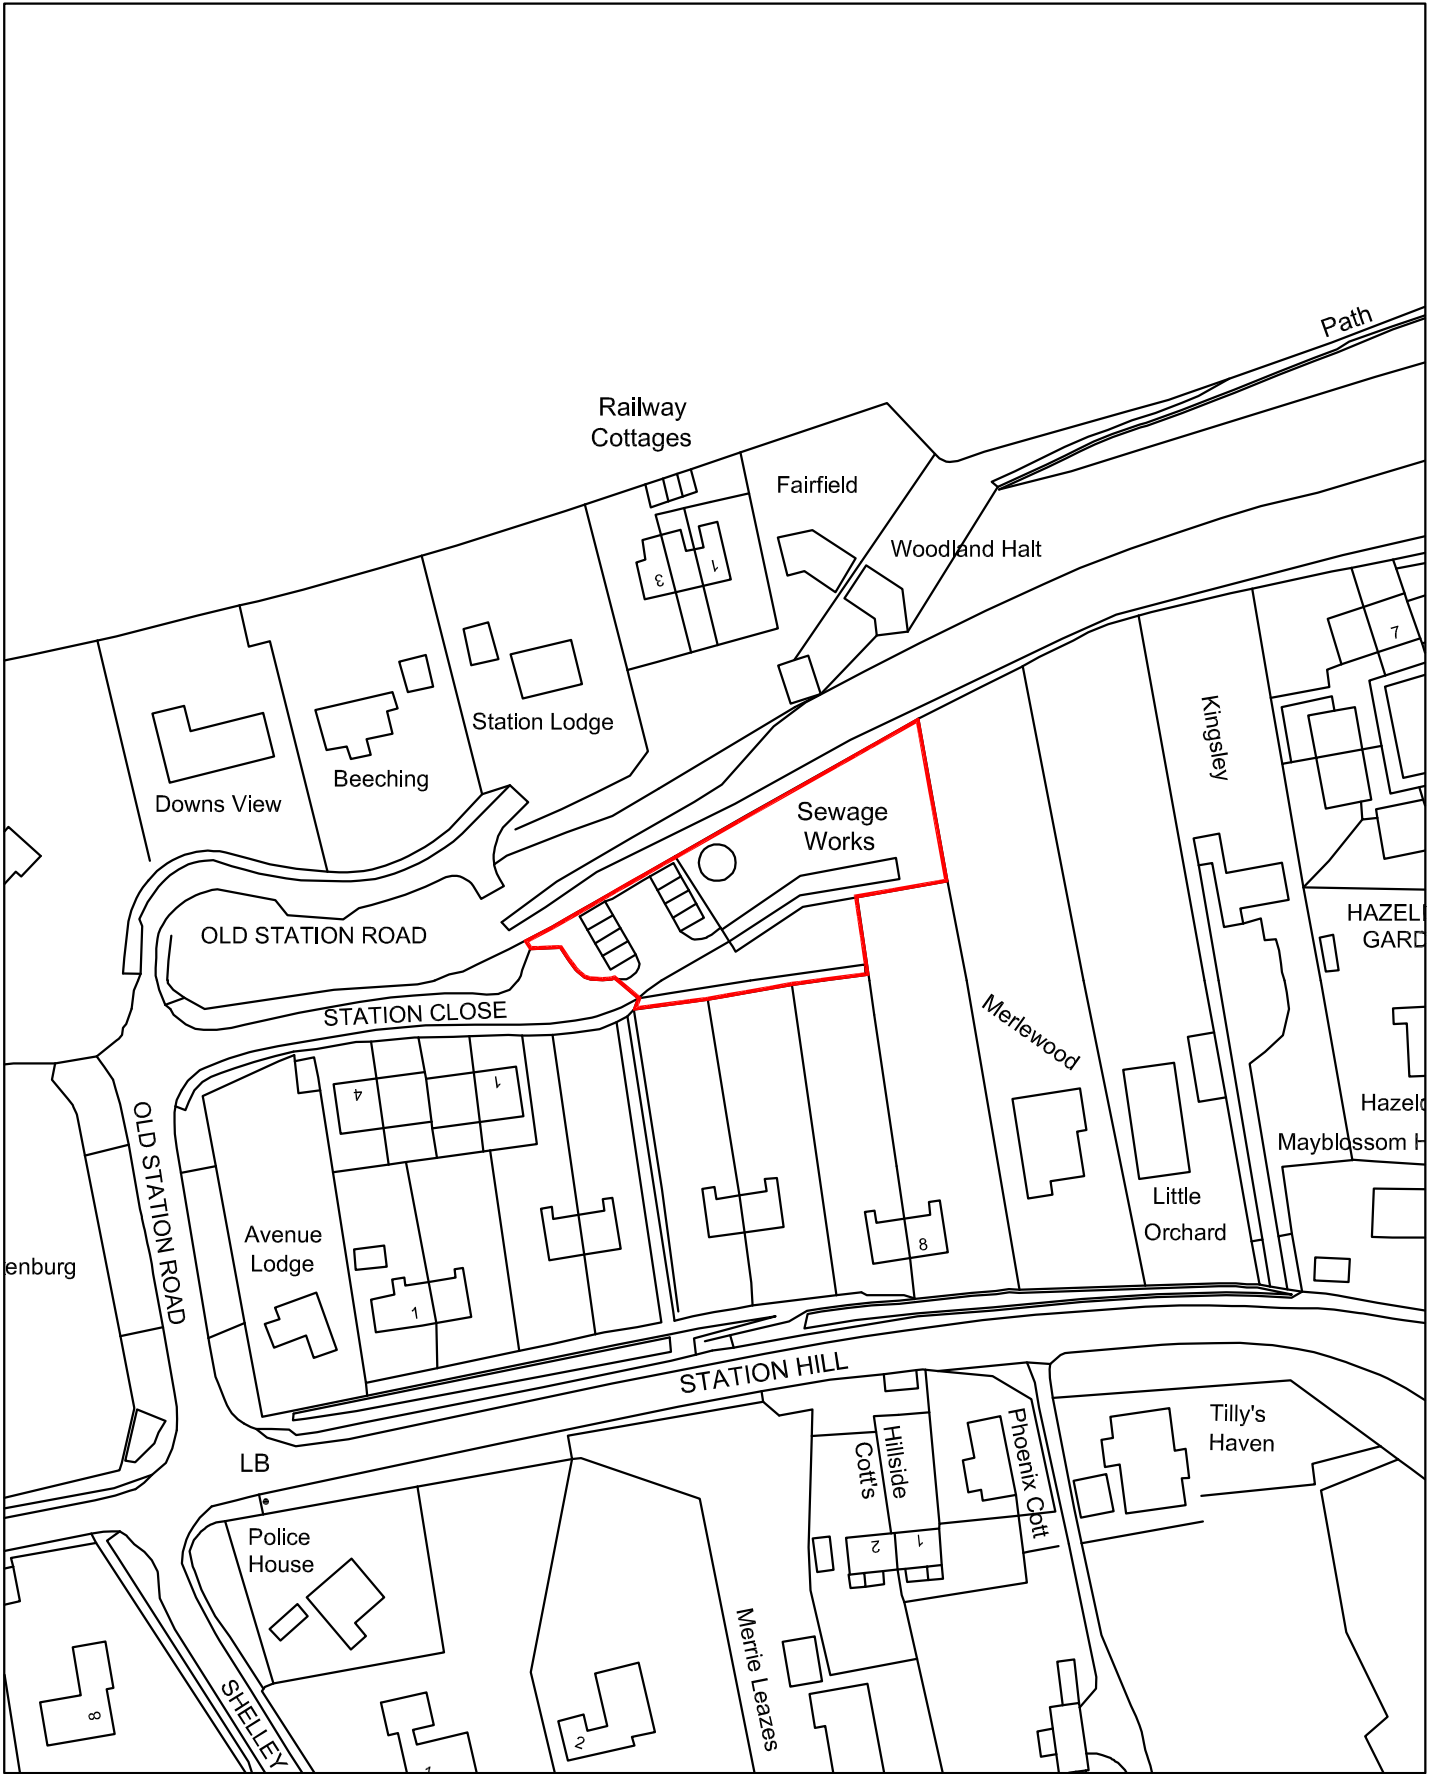 Path
Railway
Cottages
Fairfield
Woodland Halt
3
1
7
Station Lodge
Kingsley
Beeching
Downs View
Sewage
Works
HAZEL
GARD
OLD STATION ROAD
STATION CLOSE
Merlewood
4
1
Hazel
OLD STATION ROAD
Mayblossom H
Little
Orchard
Avenue
Lodge
8
enburg
1
STATION HILL
Tilly's
Haven
Phoenix Cott
Hillside
Cott's
LB
Police
House
2
1
Merrie Leazes
SHELLEY
8
2
1